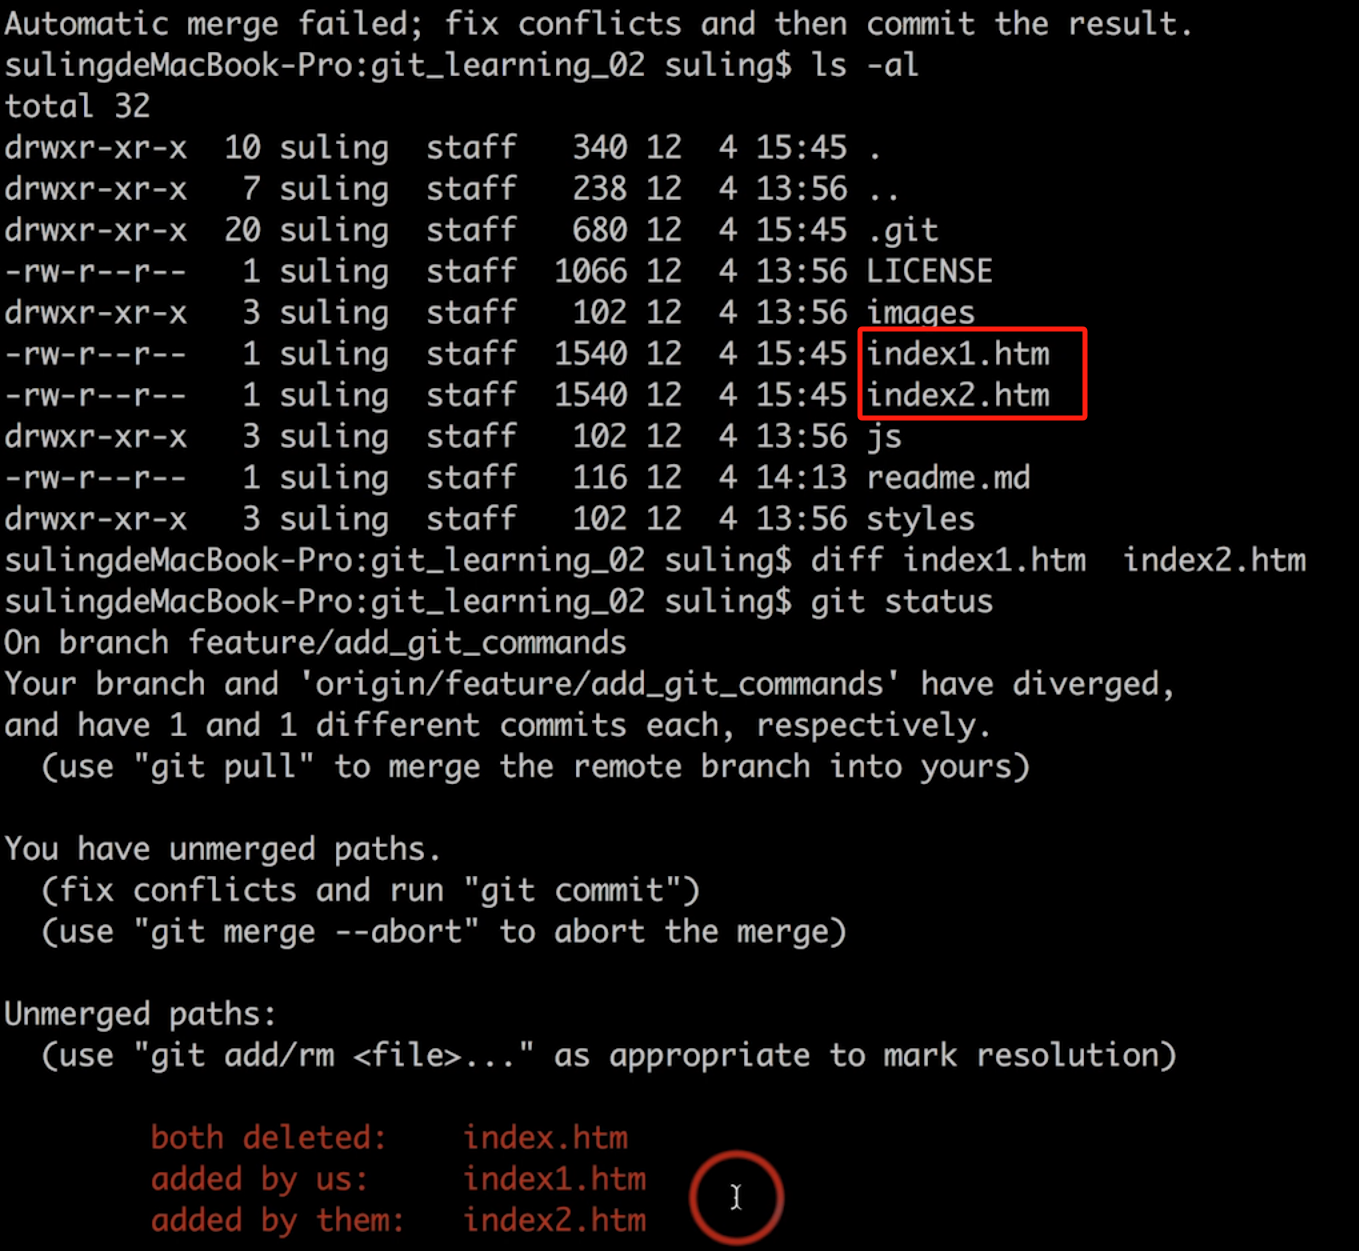 Automatic merge failed; fix conflicts and then commit the result.
sulingdeMacBook-Pro:git_learning_02 suling$ ls -al
total 32
drwxr-xr-x  10 suling  staff   340 12  4 15:45 .
drwxr-xr-x   7 suling  staff   238 12  4 13:56 ..
drwxr-xr-x  20 suling  staff   680 12  4 15:45 .git
-rw-r--r--   1 suling  staff  1066 12  4 13:56 LICENSE
drwxr-xr-x   3 suling  staff   102 12  4 13:56 images
-rw-r--r--   1 suling  staff  1540 12  4 15:45 index1.htm
-rw-r--r--   1 suling  staff  1540 12  4 15:45 index2.htm
drwxr-xr-x   3 suling  staff   102 12  4 13:56 js
-rw-r--r--   1 suling  staff   116 12  4 14:13 readme.md
drwxr-xr-x   3 suling  staff   102 12  4 13:56 styles
sulingdeMacBook-Pro:git_learning_02 suling$ diff index1.htm  index2.htm
sulingdeMacBook-Pro:git_learning_02 suling$ git status
On branch feature/add_git_commands
Your branch and 'origin/feature/add_git_commands' have diverged,
and have 1 and 1 different commits each, respectively.
  (use "git pull" to merge the remote branch into yours)

You have unmerged paths.
  (fix conflicts and run "git commit")
  (use "git merge --abort" to abort the merge)

Unmerged paths:
  (use "git add/rm <file>..." as appropriate to mark resolution)

        both deleted:    index.htm
        added by us:     index1.htm
        added by them:   index2.htm